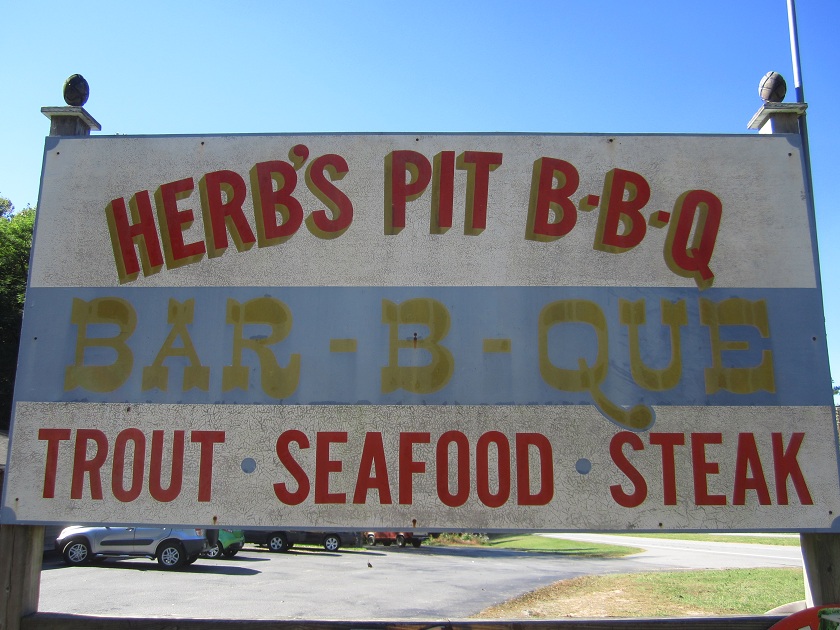 HERB'S PIT B-B-Q
BAR-B-QUE
TROUT • SEAFOOD • STEAK